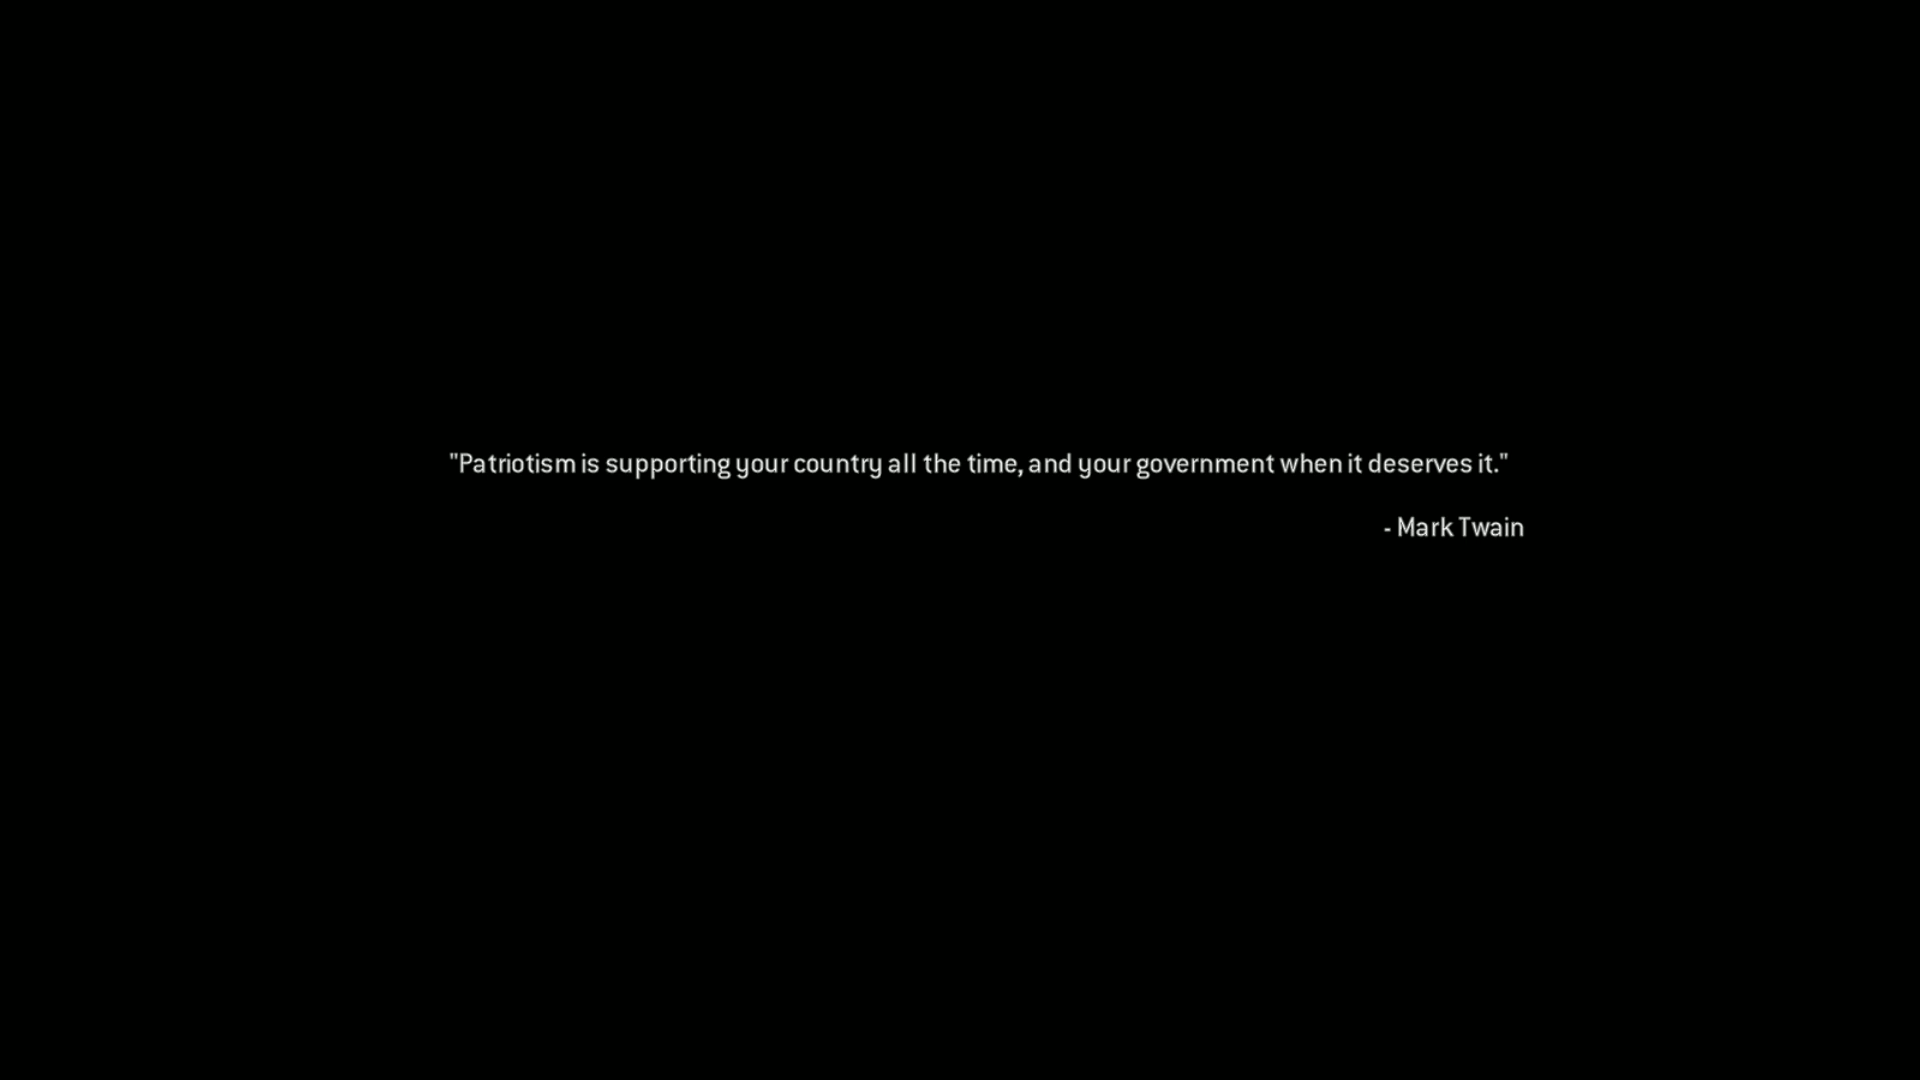 "Patriotism is supporting your country all the time, and your government when it deserves it."
- Mark Twain